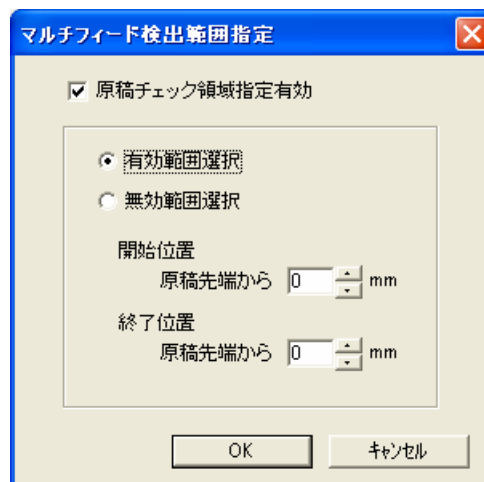 マルチフィード検出範囲指定
原稿チェック領域指定有効
有効範囲選択
無効範囲選択
開始位置
原稿先端から 0 mm
終了位置
原稿先端から 0 mm
OK キャンセル